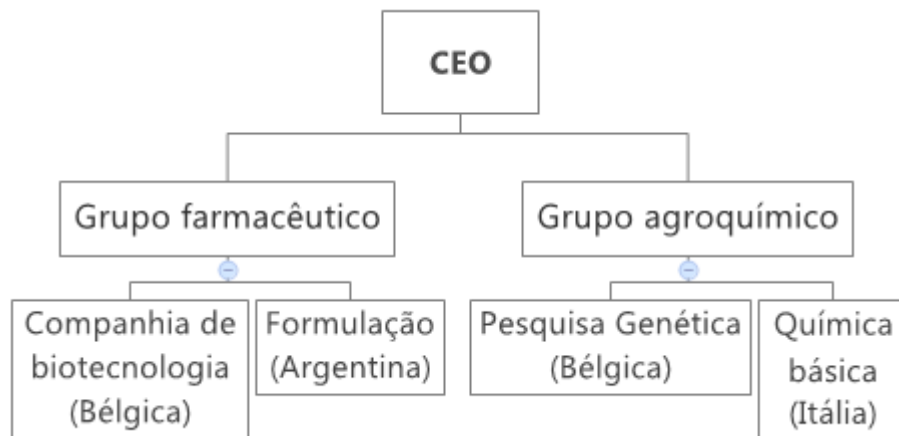 CEO
Grupo farmacêutico
Grupo agroquímico
Companhia de
biotecnologia
(Bélgica)
Formulação
(Argentina)
Pesquisa Genética
(Bélgica)
Química
básica
(Itália)